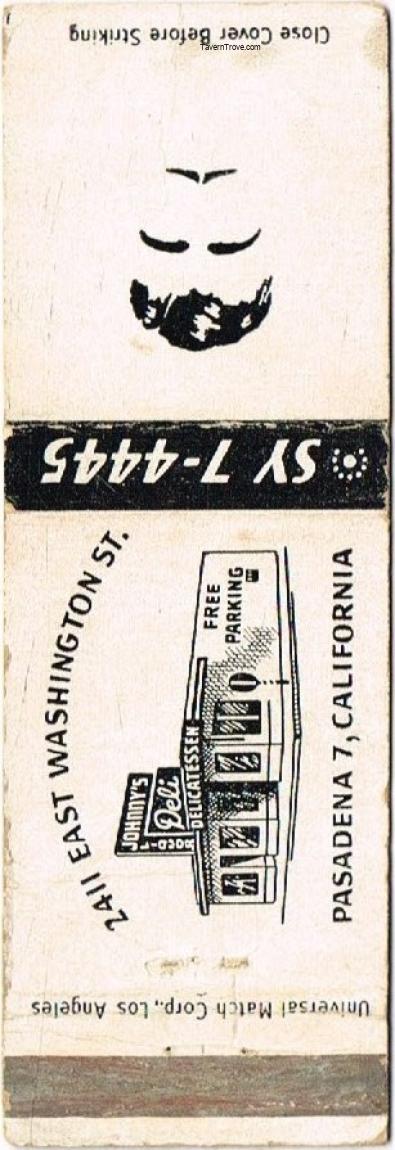 Close Cover Before Striking
TavernTrove.com
SY 7-4445
2411 EAST WASHINGTON ST.
JOHNNY'S
Deli
DELICATESSEN
FREE
PARKING
PASADENA 7, CALIFORNIA
Universal Match Corp., Los Angeles